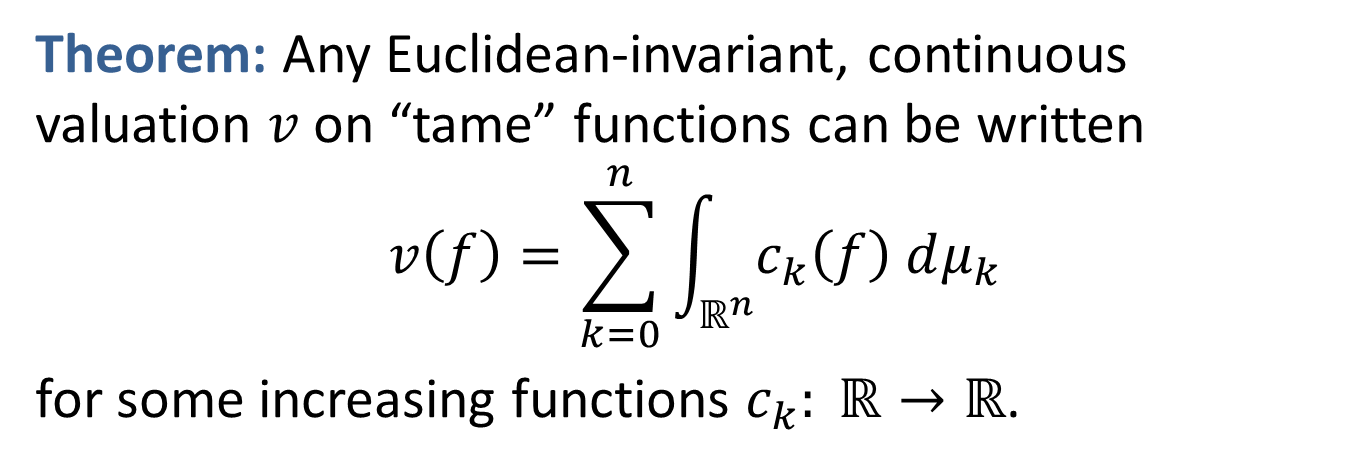 Theorem: Any Euclidean-invariant, continuous
valuation 𝑣 on “tame” functions can be written
𝑣(𝑓) = ∑_{𝑘=0}^{𝑛} ∫_{ℝ^𝑛} 𝑐_𝑘(𝑓) 𝑑𝜇_𝑘
for some increasing functions 𝑐_𝑘: ℝ → ℝ.